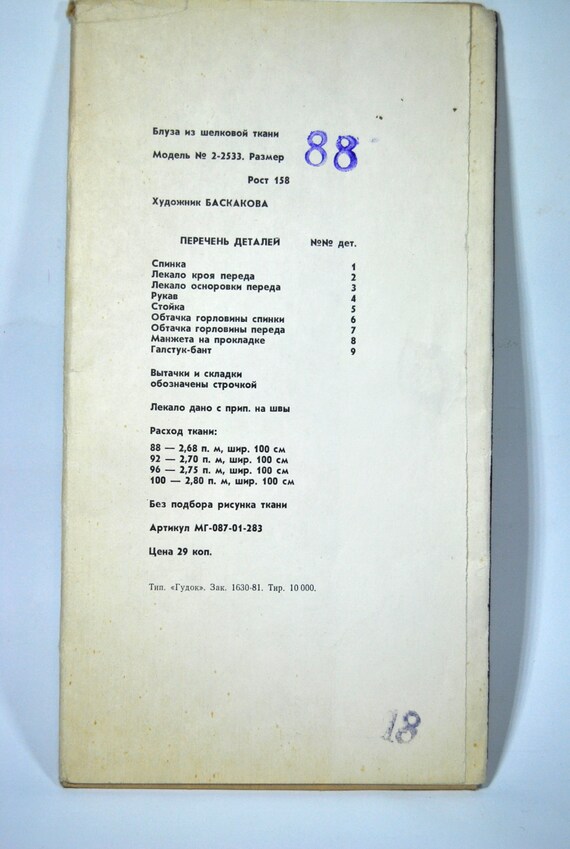 Блуза из шелковой ткани
Модель № 2-2533. Размер 88
Рост 158
Художник БАСКАКОВА
ПЕРЕЧЕНЬ ДЕТАЛЕЙ №№ дет.
Спинка 1
Лекало кроя переда 2
Лекало осноровки переда 3
Рукав 4
Стойка 5
Обтачка горловины спинки 6
Обтачка горловины переда 7
Манжета на прокладке 8
Галстук-бант 9
Вытачки и складки
обозначены строчкой
Лекало дано с прип. на швы
Расход ткани:
88 — 2,68 п. м, шир. 100 см
92 — 2,70 п. м, шир. 100 см
96 — 2,75 п. м, шир. 100 см
100 — 2,80 п. м, шир. 100 см
Без подбора рисунка ткани
Артикул МГ-087-01-283
Цена 29 коп.
Тип. «Гудок». Зак. 1630-81. Тир. 10 000.
18